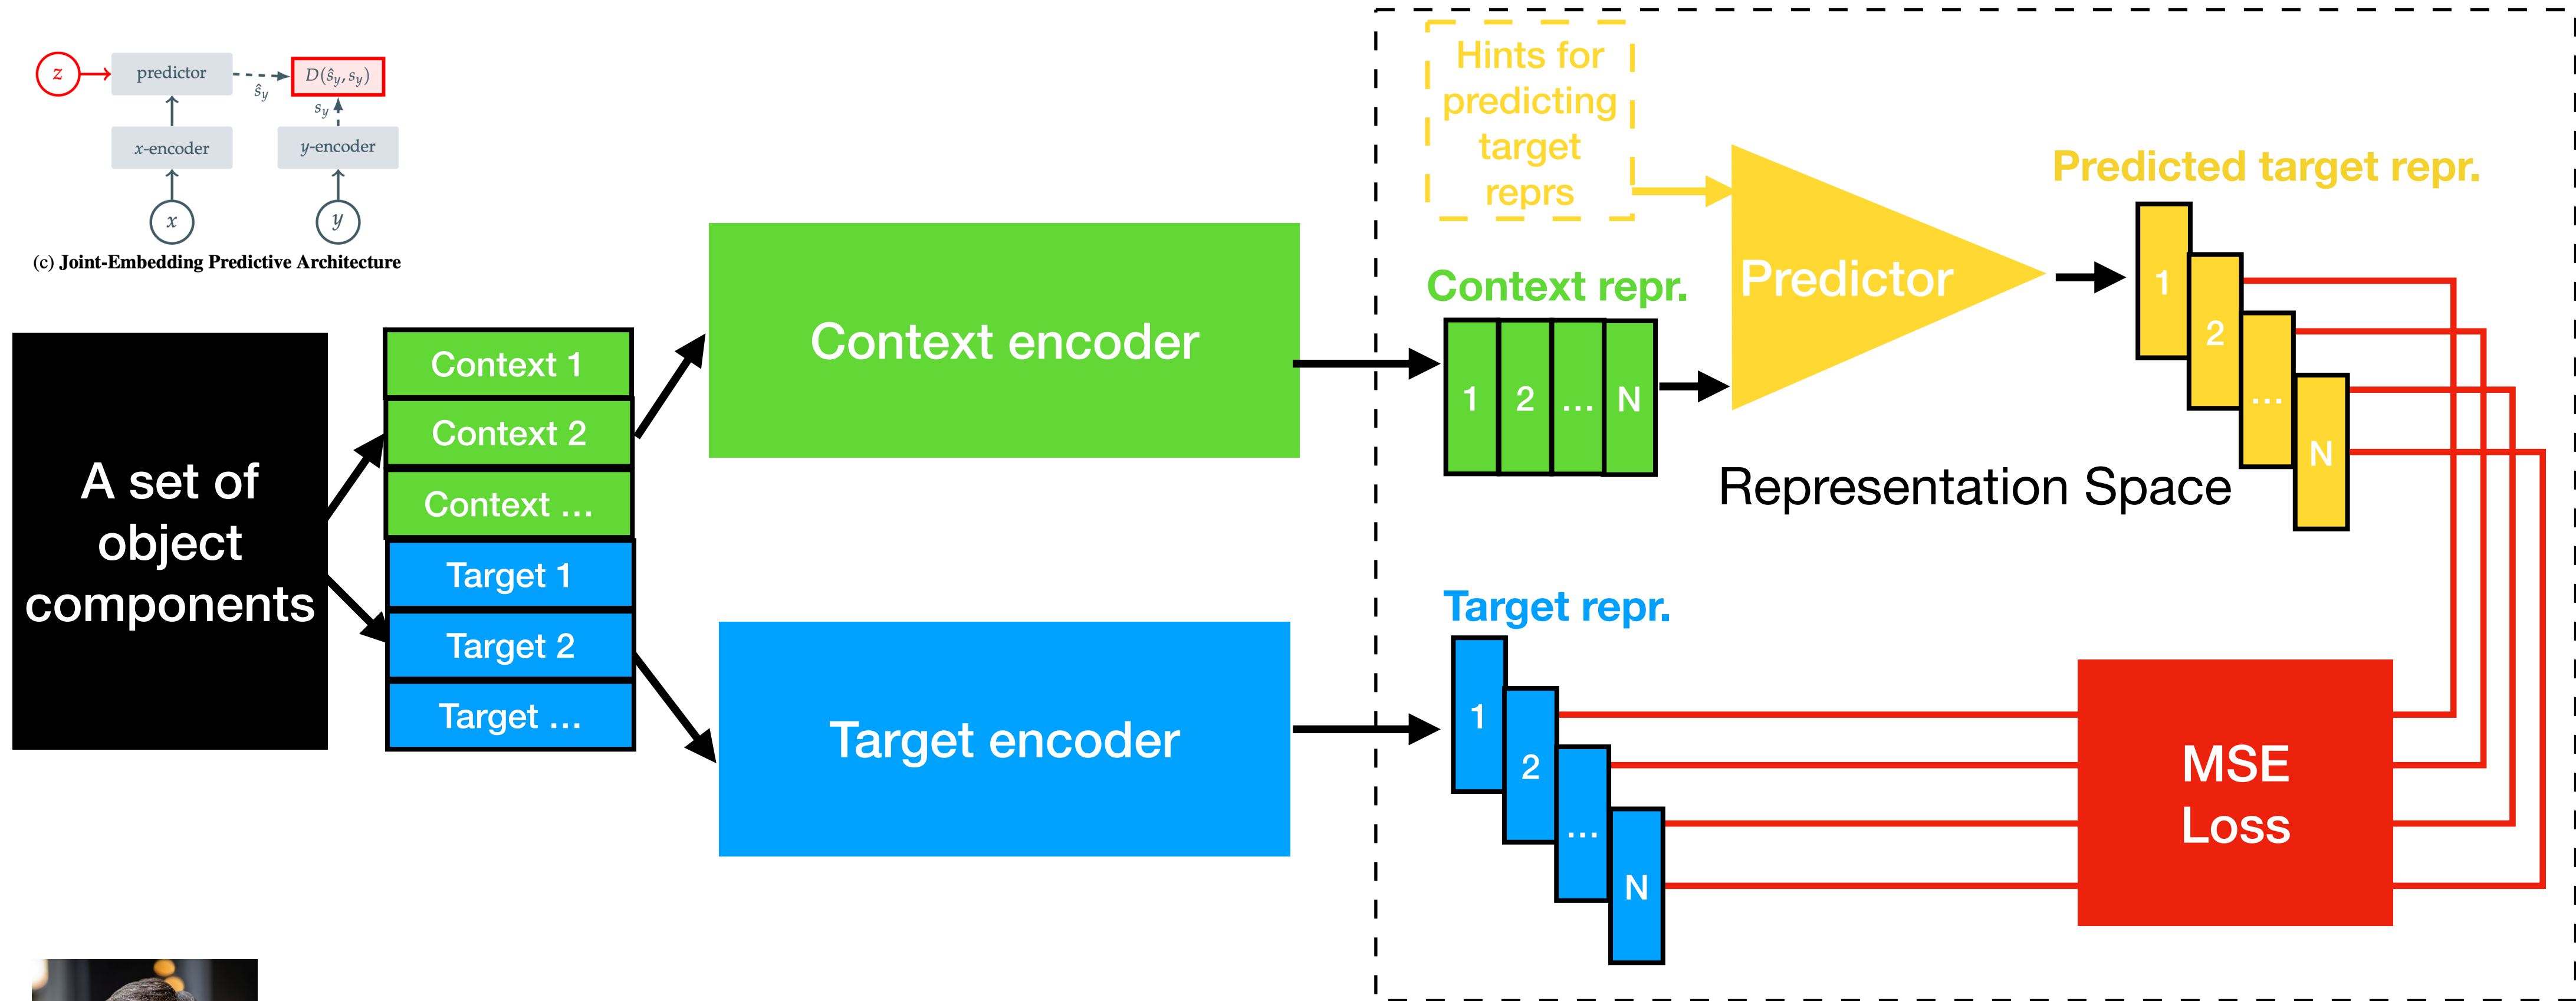 z
predictor
D(ŝy, sy)
ŝy
sy
x-encoder
y-encoder
x
y
(c) Joint-Embedding Predictive Architecture
A set of
object
components
Context 1
Context 2
Context ...
Target 1
Target 2
Target ...
Context encoder
Target encoder
Hints for
predicting
target
reprs
Context repr.
1 2 ... N
Predictor
Predicted target repr.
1
2
...
N
Representation Space
Target repr.
1
2
...
N
MSE
Loss